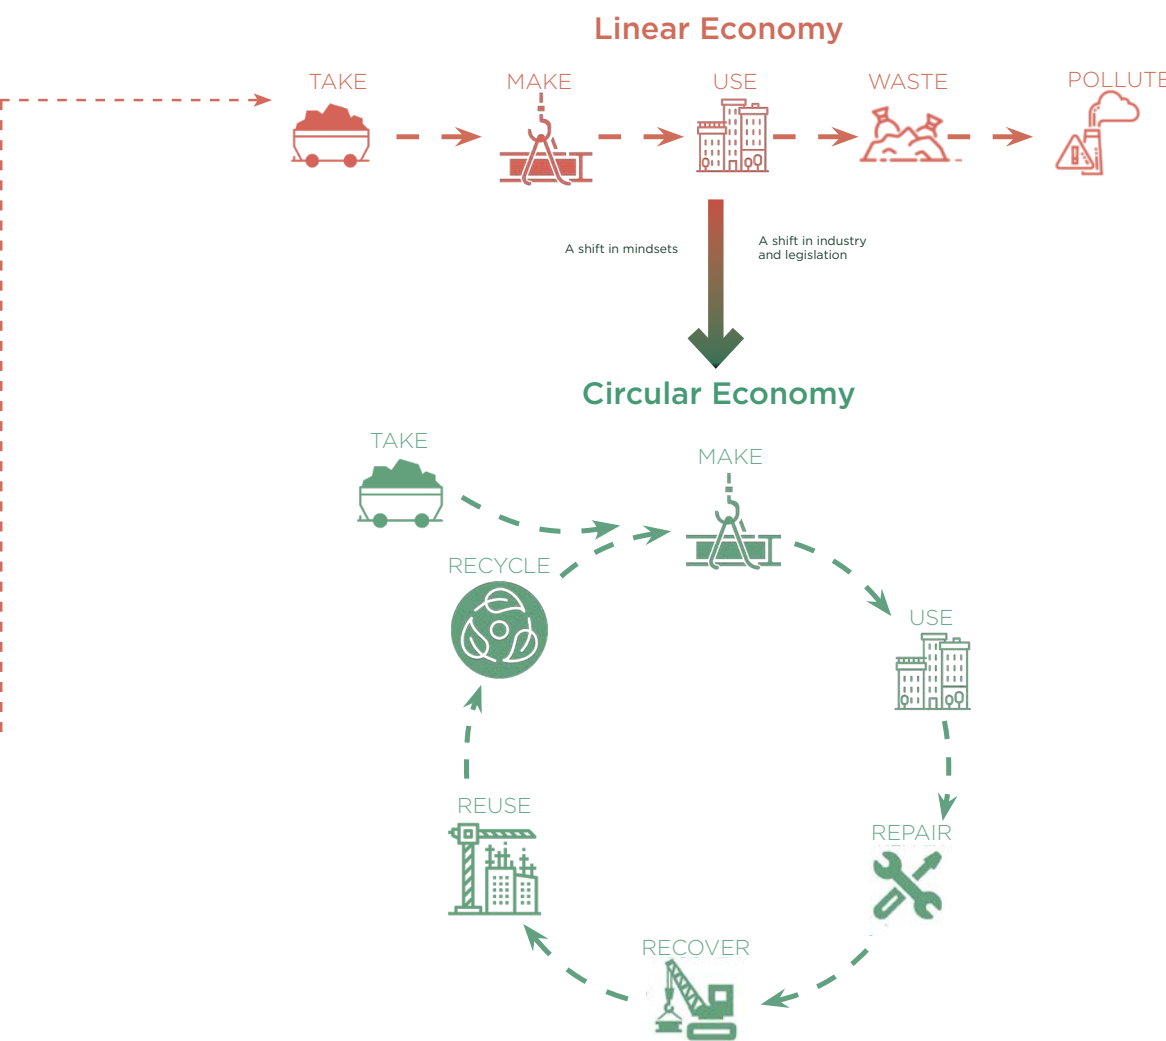 Linear Economy
TAKE
MAKE
USE
WASTE
POLLUTE
A shift in mindsets
A shift in industry
and legislation
Circular Economy
TAKE
MAKE
RECYCLE
USE
REUSE
REPAIR
RECOVER